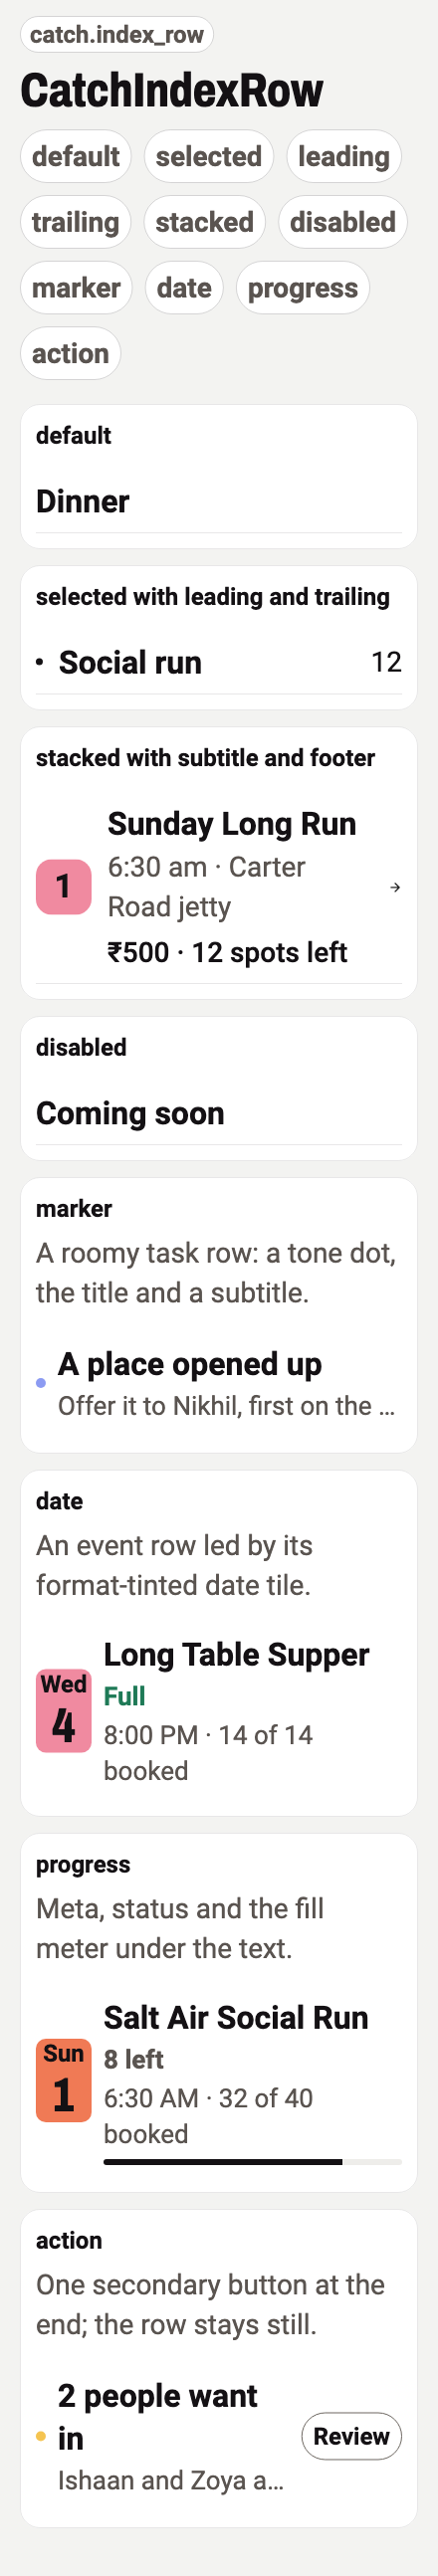 catch.index_row
CatchIndexRow
default selected leading
trailing stacked disabled
marker date progress
action
default
Dinner
selected with leading and trailing
• Social run 12
stacked with subtitle and footer
1
Sunday Long Run
6:30 am · Carter
Road jetty
→
₹500 · 12 spots left
disabled
Coming soon
marker
A roomy task row: a tone dot,
the title and a subtitle.
A place opened up
Offer it to Nikhil, first on the ...
date
An event row led by its
format-tinted date tile.
Wed
4
Long Table Supper
Full
8:00 PM · 14 of 14
booked
progress
Meta, status and the fill
meter under the text.
Sun
1
Salt Air Social Run
8 left
6:30 AM · 32 of 40
booked
action
One secondary button at the
end; the row stays still.
2 people want
in
Ishaan and Zoya a...
Review